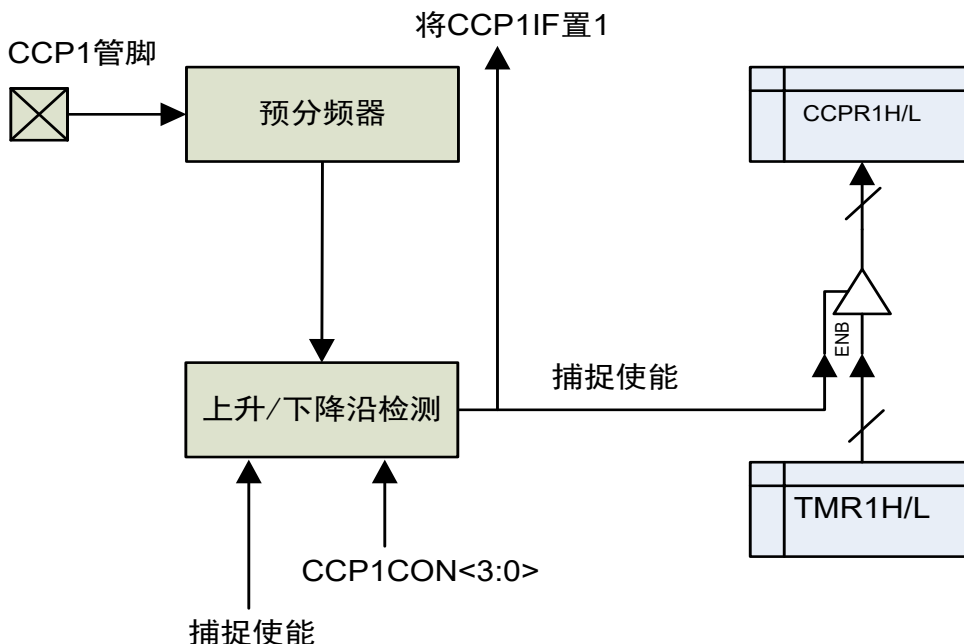 将CCP1IF置1
CCP1管脚
预分频器
CCPR1H/L
ENB
捕捉使能
上升/下降沿检测
TMR1H/L
CCP1CON<3:0>
捕捉使能